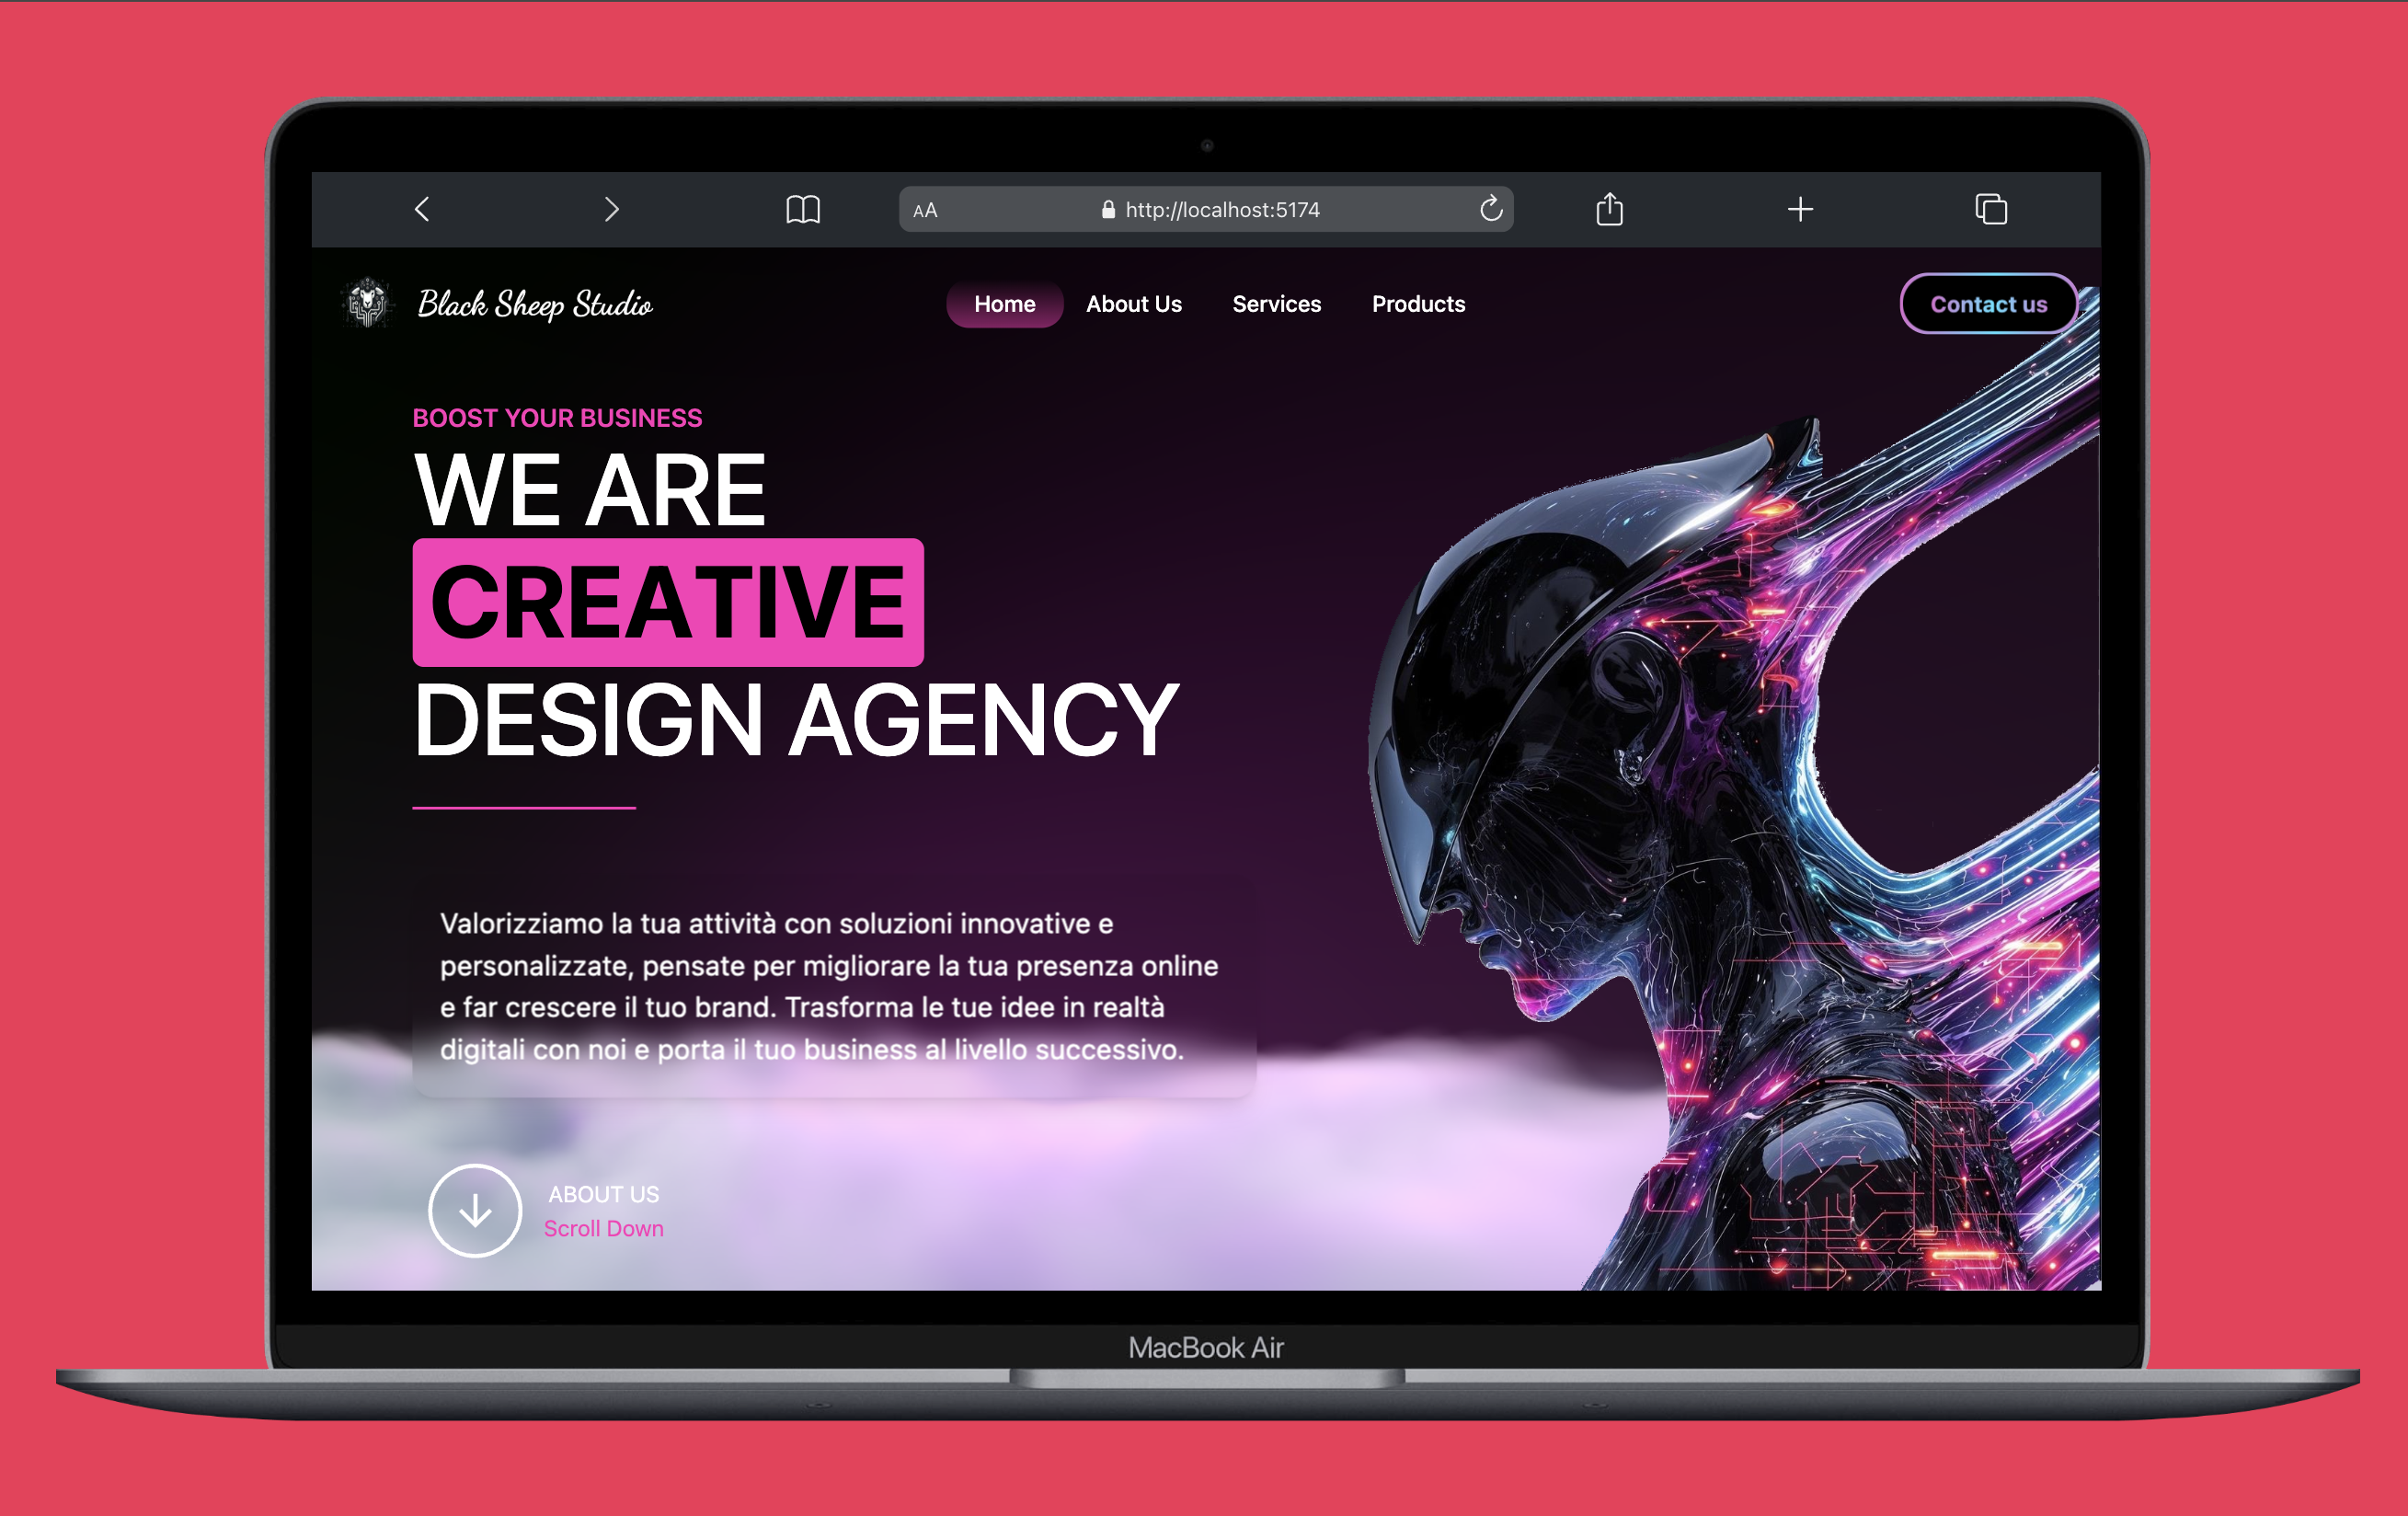 AA
http://localhost:5174
Black Sheep Studio
Home
About Us
Services
Products
Contact us
BOOST YOUR BUSINESS
WE ARE
CREATIVE
DESIGN AGENCY
Valorizziamo la tua attività con soluzioni innovative e
personalizzate, pensate per migliorare la tua presenza online
e far crescere il tuo brand. Trasforma le tue idee in realtà
digitali con noi e porta il tuo business al livello successivo.
ABOUT US
Scroll Down
MacBook Air